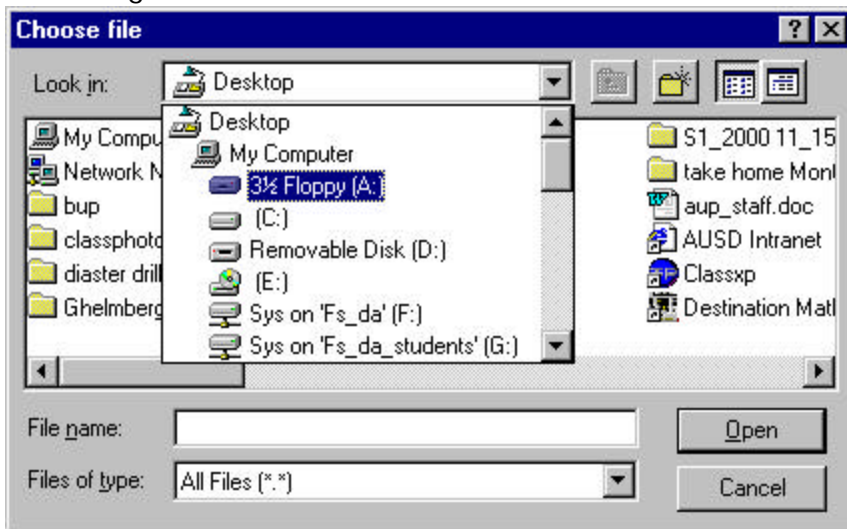 Choose file
Look in: Desktop
Desktop
My Computer
3½ Floppy (A:)
(C:)
Removable Disk (D:)
(E:)
Sys on 'Fs_da' (F:)
Sys on 'Fs_da_students' (G:)
My Compu
Network N
bup
classphoto
diaster drill
Ghelmberg
S1_2000 11_15
take home Mont
aup_staff.doc
AUSD Intranet
Classxp
Destination Matl
File name:
Open
Files of type: All Files (*.*)
Cancel